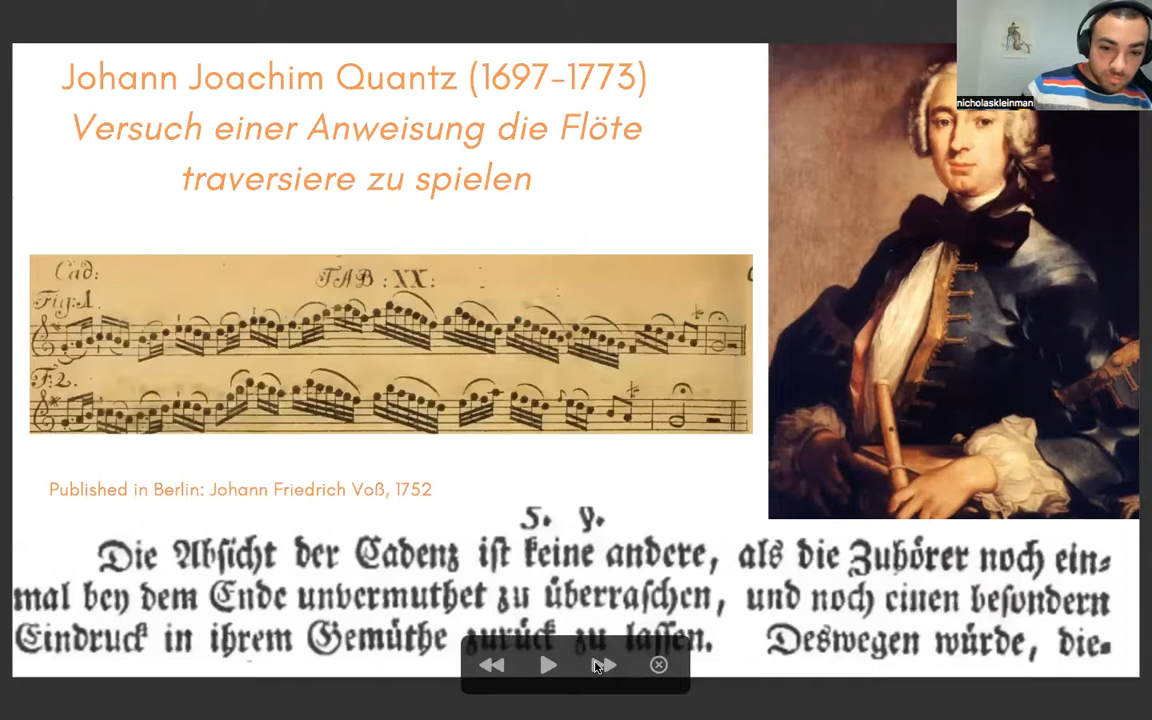 Johann Joachim Quantz (1697-1773)
Versuch einer Anweisung die Flöte
traversiere zu spielen
nicholaskleinman
Cad:
TAB: XX:
Fig:1.
F:2.
Published in Berlin: Johann Friedrich Voß, 1752
Die Absicht der Cadenz ist keine andere, als die Zuhörer noch ein⸗
mal bey dem Ende unvermuthet zu überraschen, und noch einen besondern
Eindruck in ihrem Gemüthe zurück zu lassen. Deswegen würde, die⸗